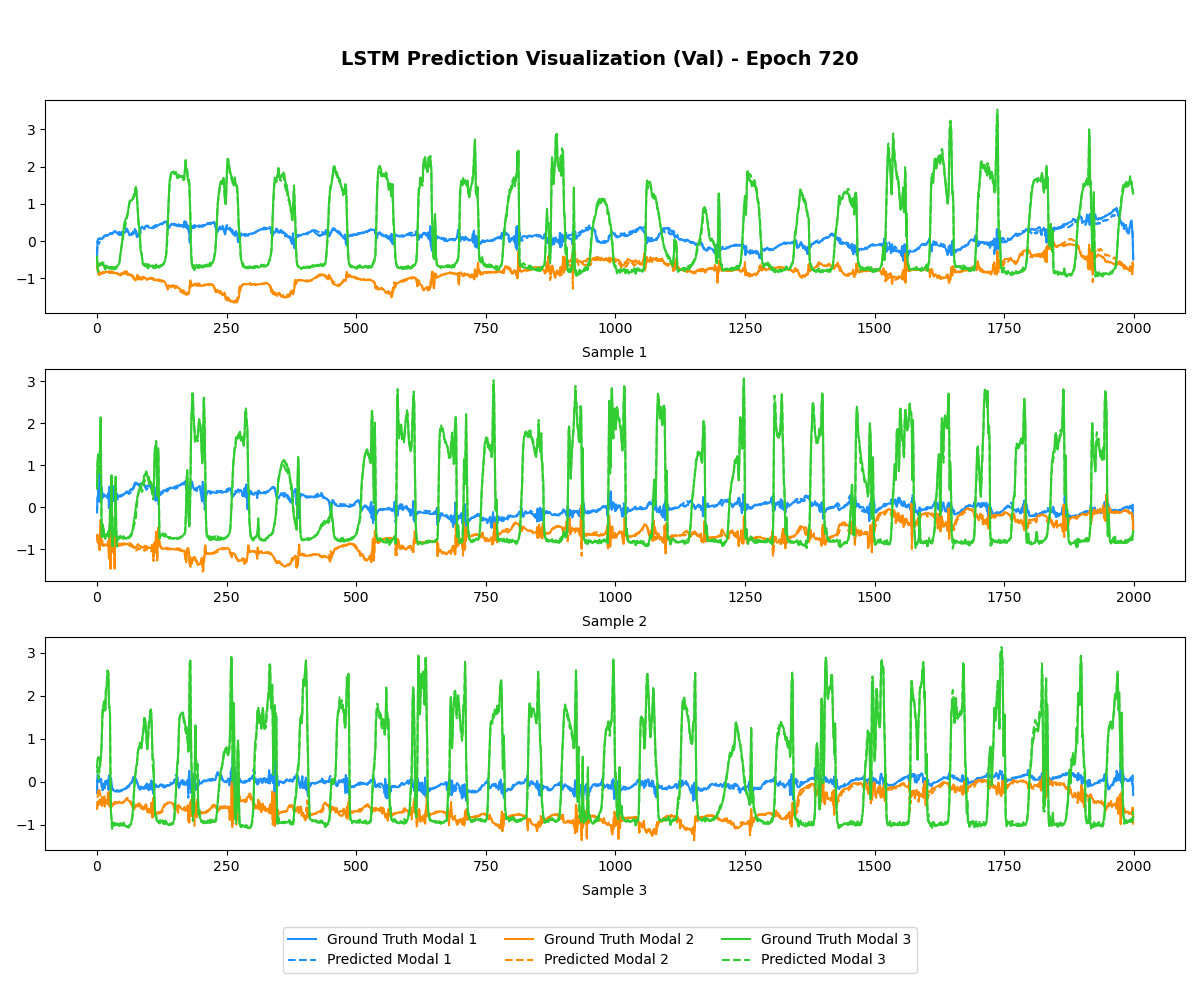 LSTM Prediction Visualization (Val) - Epoch 720
3
2
1
0
−1
0 250 500 750 1000 1250 1500 1750 2000
Sample 1
3
2
1
0
−1
0 250 500 750 1000 1250 1500 1750 2000
Sample 2
3
2
1
0
−1
0 250 500 750 1000 1250 1500 1750 2000
Sample 3
Ground Truth Modal 1 Ground Truth Modal 2 Ground Truth Modal 3
Predicted Modal 1 Predicted Modal 2 Predicted Modal 3